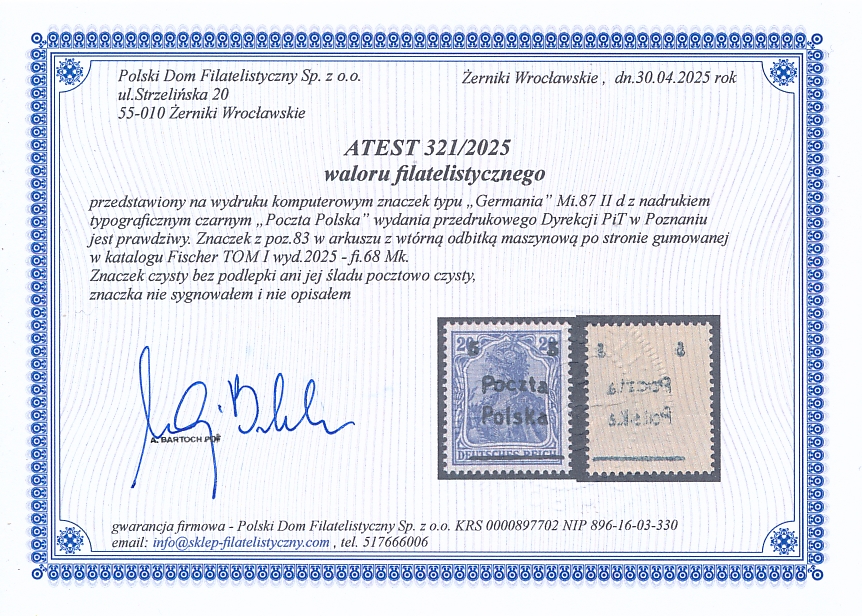 Polski Dom Filatelistyczny Sp. z o.o.
ul.Strzelińska 20
55-010 Żerniki Wrocławskie
Żerniki Wrocławskie , dn.30.04.2025 rok
ATEST 321/2025
waloru filatelistycznego
przedstawiony na wydruku komputerowym znaczek typu „Germania” Mi.87 II d z nadrukiem
typograficznym czarnym „Poczta Polska” wydania przedrukowego Dyrekcji PiT w Poznaniu
jest prawdziwy. Znaczek z poz.83 w arkuszu z wtórną odbitką maszynową po stronie gumowanej
w katalogu Fischer TOM I wyd.2025 - fi.68 Mk.
Znaczek czysty bez podlepki ani jej śladu pocztowo czysty,
znaczka nie sygnowałem i nie opisałem
5 5
Poczta
Polska
DEUTSCHES REICH
A. BARTOCH.POF
gwarancja firmowa - Polski Dom Filatelistyczny Sp. z o.o. KRS 0000897702 NIP 896-16-03-330
email: info@sklep-filatelistyczny.com , tel. 517666006